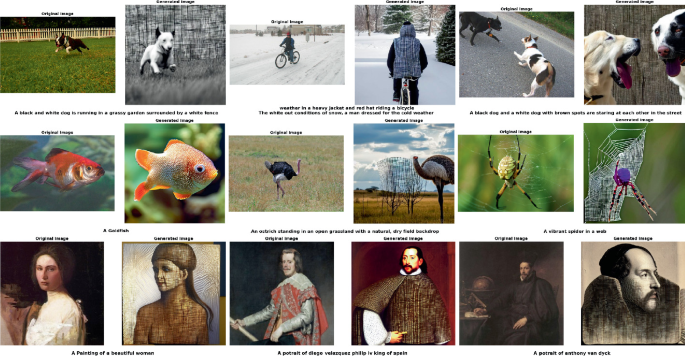 Original Image
Generated Image
A black and white dog is running in a grassy garden surrounded by a white fence
Original Image
Generated Image
weather in a heavy jacket and red hat riding a bicycle
The white out conditions of snow, a man dressed for the cold weather
Original Image
Generated Image
A black dog and a white dog with brown spots are staring at each other in the street
Original Image
Generated Image
A Goldfish
Original Image
Generated Image
An ostrich standing in an open grassland with a natural, dry field backdrop
Original Image
Generated Image
A vibrant spider in a web
Original Image
Generated Image
A Painting of a beautiful woman
Original Image
Generated Image
A potrait of diego velazquez philip iv king of spain
Original Image
Generated Image
A potrait of anthony van dyck